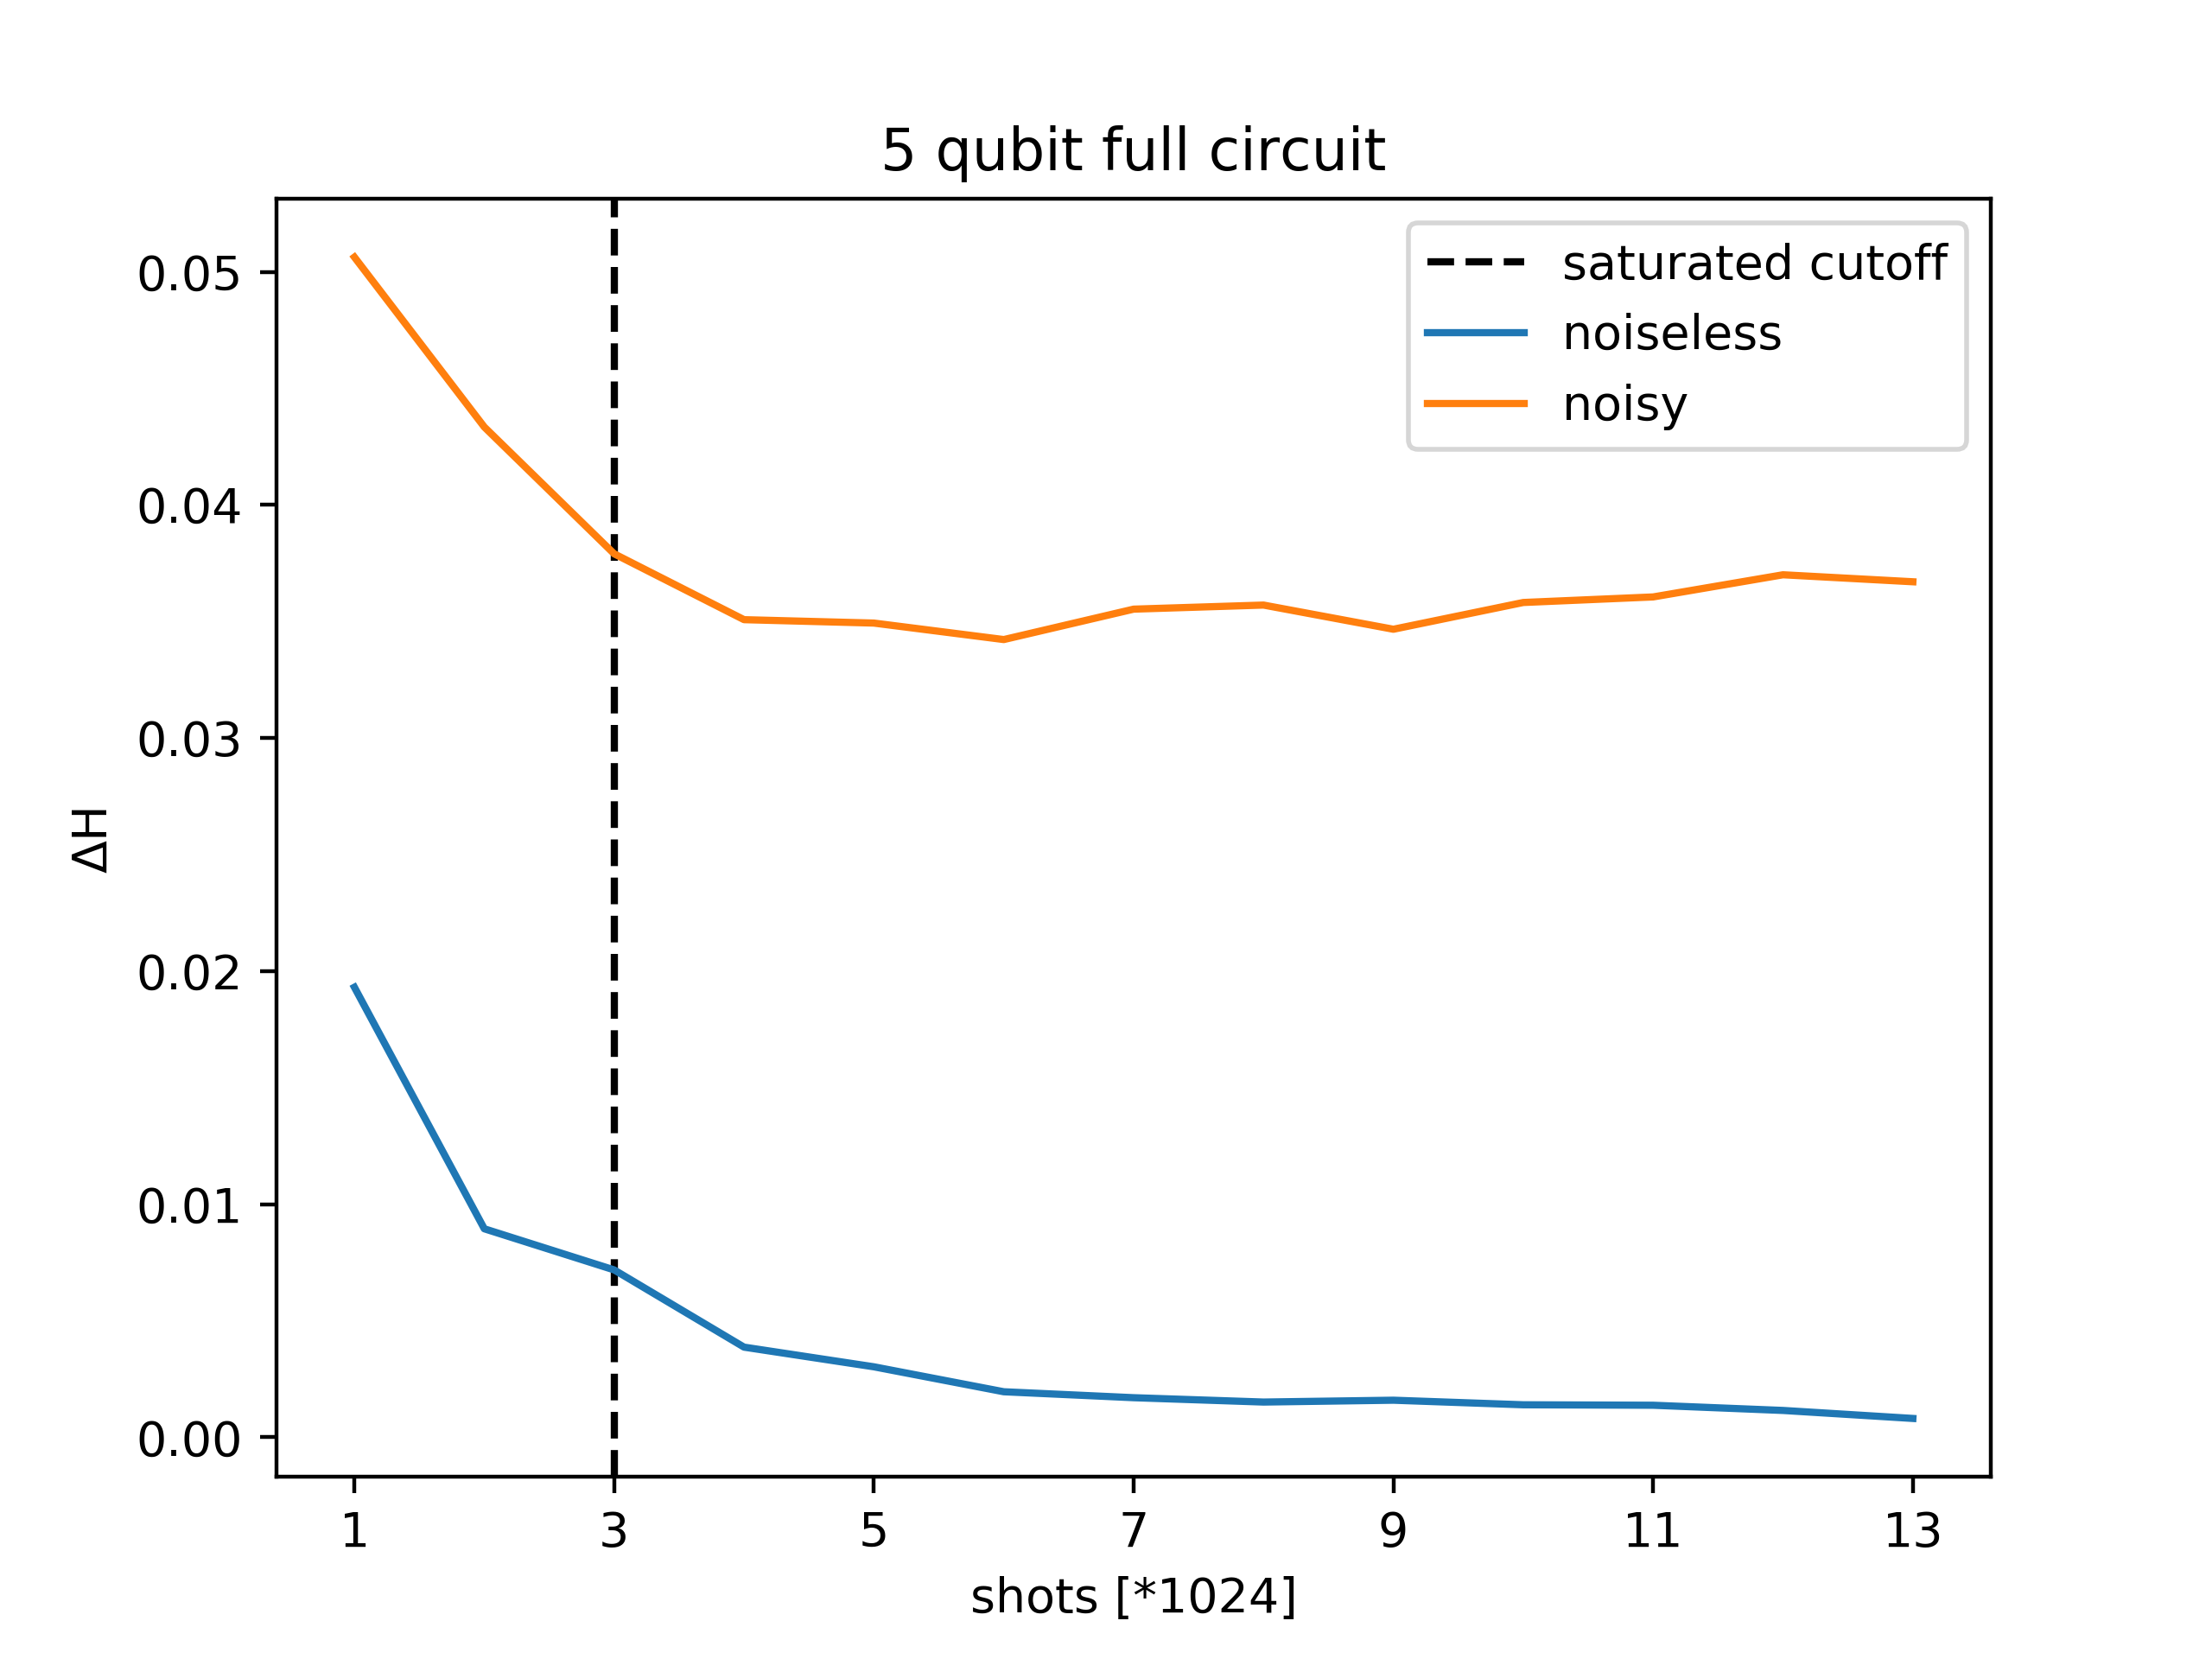 5 qubit full circuit
saturated cutoff
noiseless
noisy
0.05
0.04
0.03
0.02
0.01
0.00
ΔH
1 3 5 7 9 11 13
shots [*1024]